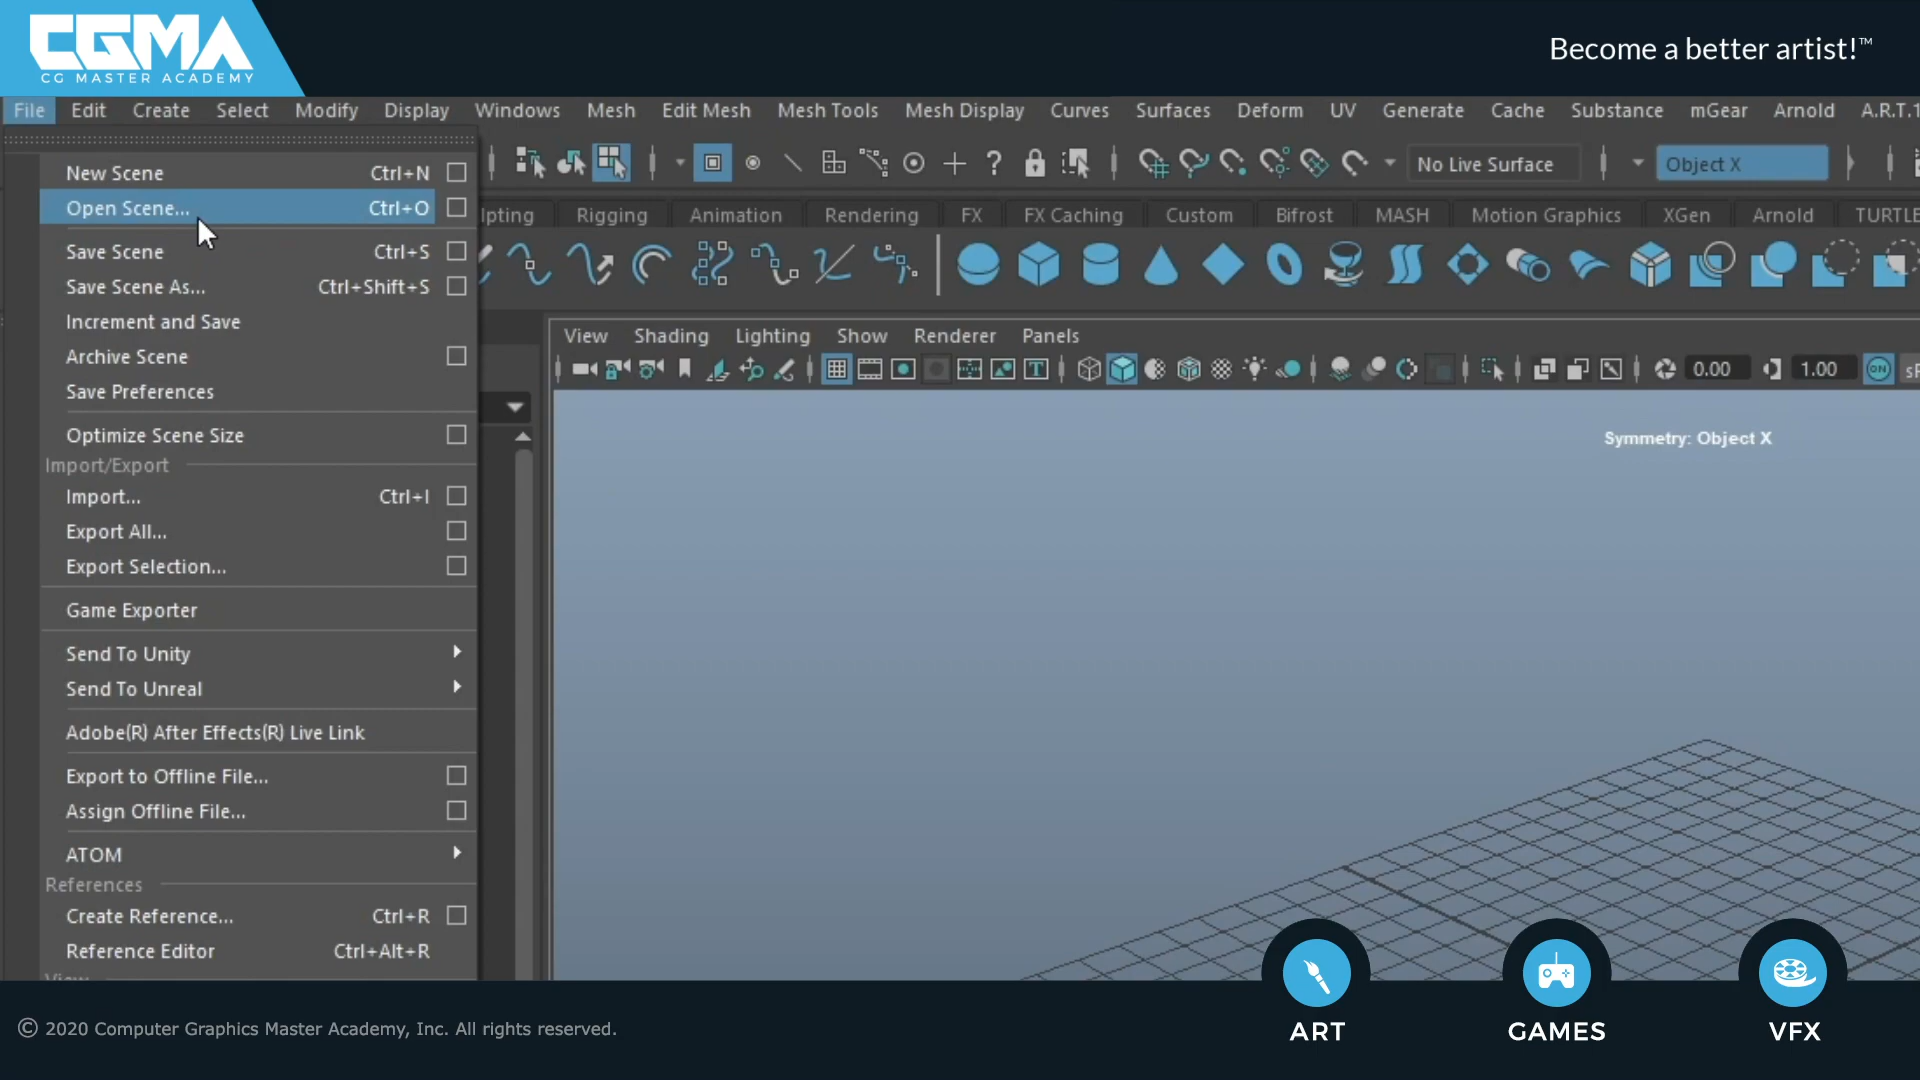 CGMA
CG MASTER ACADEMY
Become a better artist!™
File Edit Create Select Modify Display Windows Mesh Edit Mesh Mesh Tools Mesh Display Curves Surfaces Deform UV Generate Cache Substance mGear Arnold A.R.T.1
New Scene Ctrl+N
No Live Surface Object X
Open Scene... Ctrl+O
lpting Rigging Animation Rendering FX FX Caching Custom Bifrost MASH Motion Graphics XGen Arnold TURTLE
Save Scene Ctrl+S
Save Scene As... Ctrl+Shift+S
Increment and Save
View Shading Lighting Show Renderer Panels
Archive Scene
0.00 1.00 ON sP
Save Preferences
Optimize Scene Size
Symmetry: Object X
Import/Export
Import... Ctrl+I
Export All...
Export Selection...
Game Exporter
Send To Unity
Send To Unreal
Adobe(R) After Effects(R) Live Link
Export to Offline File...
Assign Offline File...
ATOM
References
Create Reference... Ctrl+R
Reference Editor Ctrl+Alt+R
View
© 2020 Computer Graphics Master Academy, Inc. All rights reserved.
ART GAMES VFX